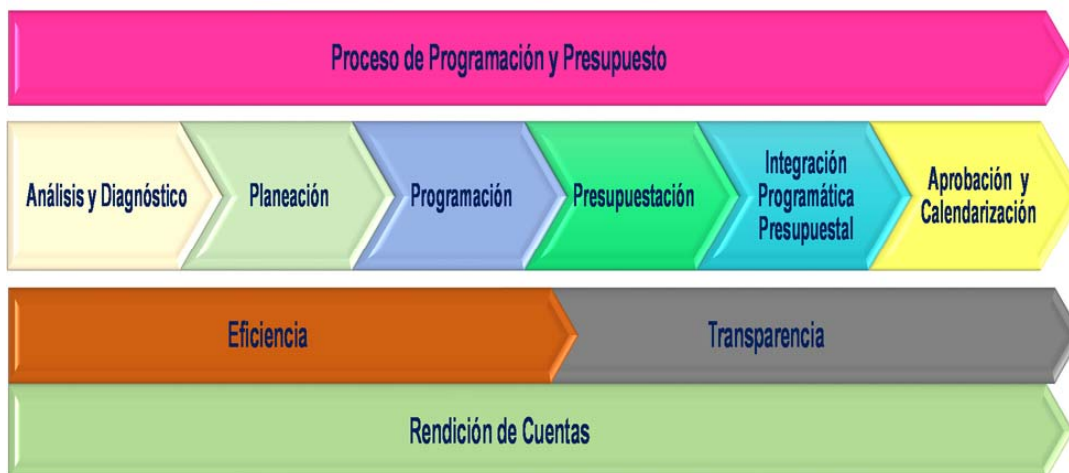 Proceso de Programación y Presupuesto
Análisis y Diagnóstico
Planeación
Programación
Presupuestación
Integración
Programática
Presupuestal
Aprobación y
Calendarización
Eficiencia
Transparencia
Rendición de Cuentas